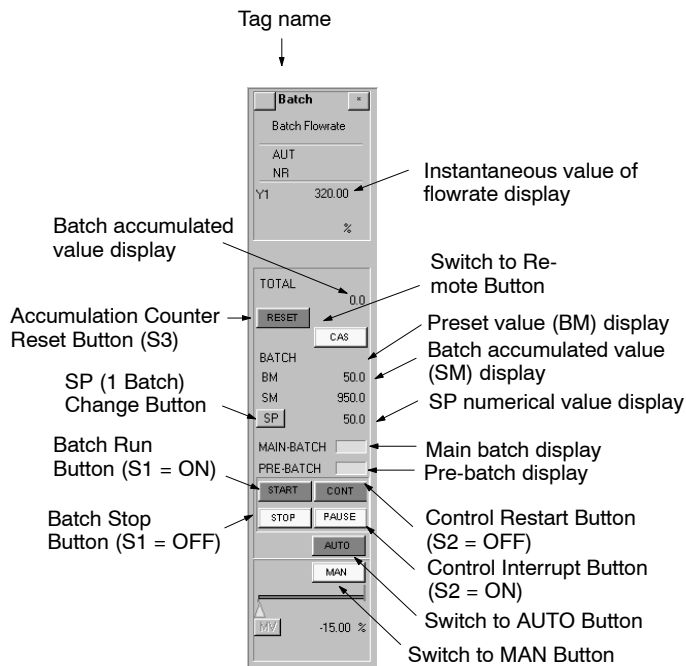 Tag name
Batch
Batch Flowrate
AUT
NR
Y1 320.00
%
Instantaneous value of
flowrate display
Batch accumulated
value display
TOTAL
0.0
Switch to Re-
mote Button
Accumulation Counter
Reset Button (S3)
RESET
CAS
Preset value (BM) display
BATCH
Batch accumulated value
(SM) display
BM 50.0
SM 950.0
SP (1 Batch)
Change Button
SP 50.0
SP numerical value display
MAIN-BATCH
Main batch display
PRE-BATCH
Pre-batch display
Batch Run
Button (S1 = ON)
START CONT
Batch Stop
Button (S1 = OFF)
STOP PAUSE
Control Restart Button
(S2 = OFF)
AUTO
Control Interrupt Button
(S2 = ON)
MAN
Switch to AUTO Button
MV -15.00 %
Switch to MAN Button